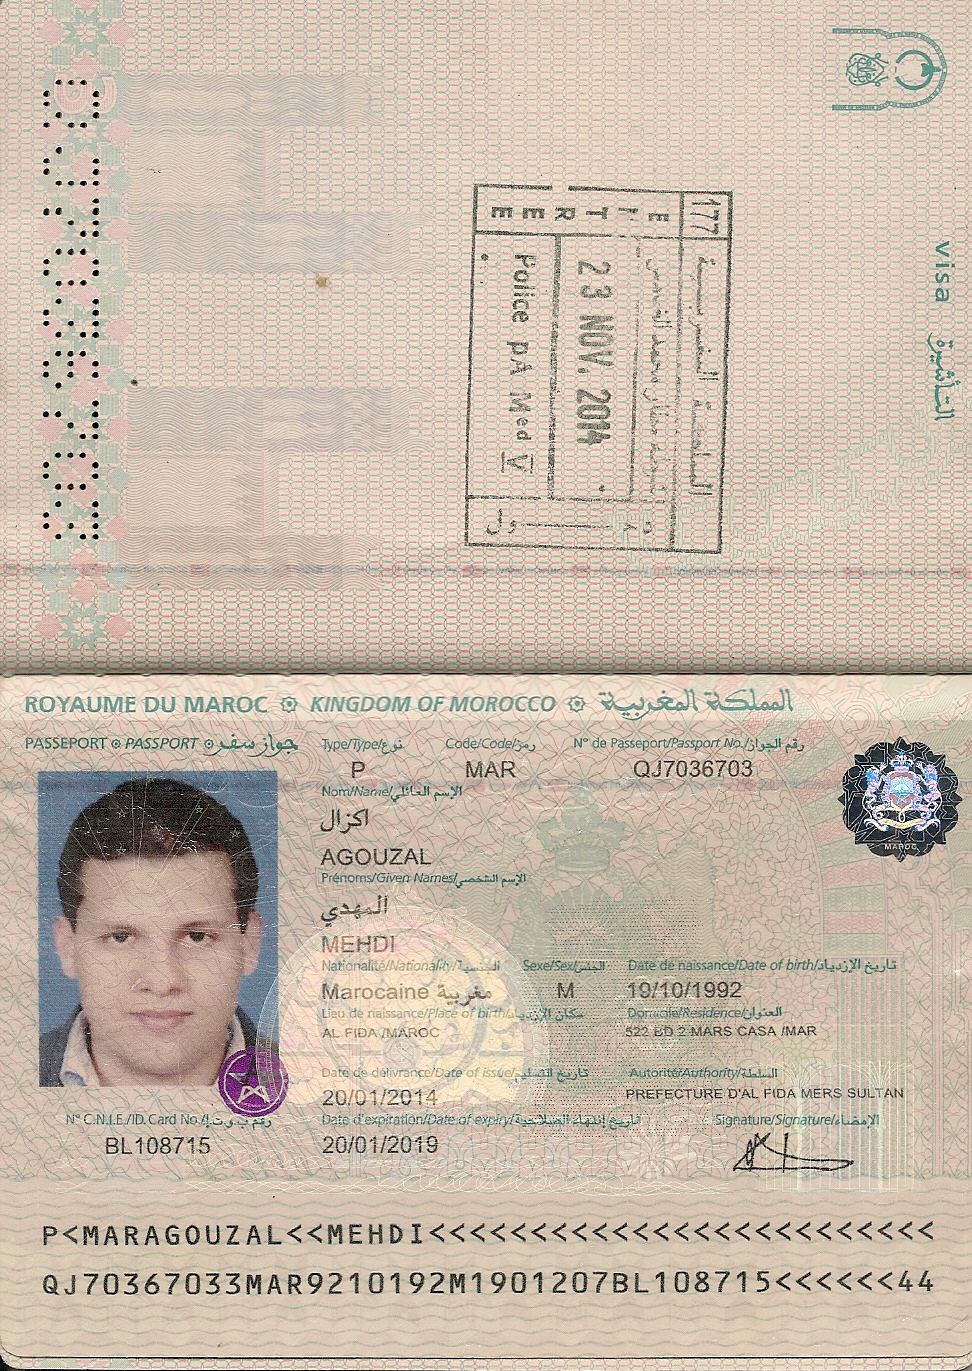 QJ7036703
visa التأشيرة
المملكة المغربية
177
ENTREE
23 NOV. 2014
Police pA Med V
ROYAUME DU MAROC KINGDOM OF MOROCCO المملكة المغربية
PASSEPORT PASSPORT جواز سفر
Type/Type/نوع Code/Code/رمز N° de Passeport/Passport No./رقم الجواز
P MAR QJ7036703
Nom/Name/الإسم العائلي
اكزال
AGOUZAL
Prénoms/Given Names/الإسم الشخصي
المهدي
MEHDI
Nationalité/Nationality/الجنسية Sexe/Sex/الجنس Date de naissance/Date of birth/تاريخ الإزدياد
Marocaine مغربية M 19/10/1992
Lieu de naissance/Place of birth/مكان الإزدياد Domicile/Residence/العنوان
AL FIDA /MAROC 522 BD 2 MARS CASA /MAR
Date de délivrance/Date of issue/تاريخ التسليم Autorité/Authority/السلطة
20/01/2014 PREFECTURE D'AL FIDA MERS SULTAN
N° C.N.I.E./ID. Card No./رقم ب.و.ت.إ Date d'expiration/Date of expiry/تاريخ إنتهاء الصلاحية Signature/Signature/الإمضاء
BL108715 20/01/2019
MAROC
P<MARAGOUZAL<<MEHDI<<<<<<<<<<<<<<<<<<<<<<<<<
QJ70367033MAR9210192M1901207BL108715<<<<<<44